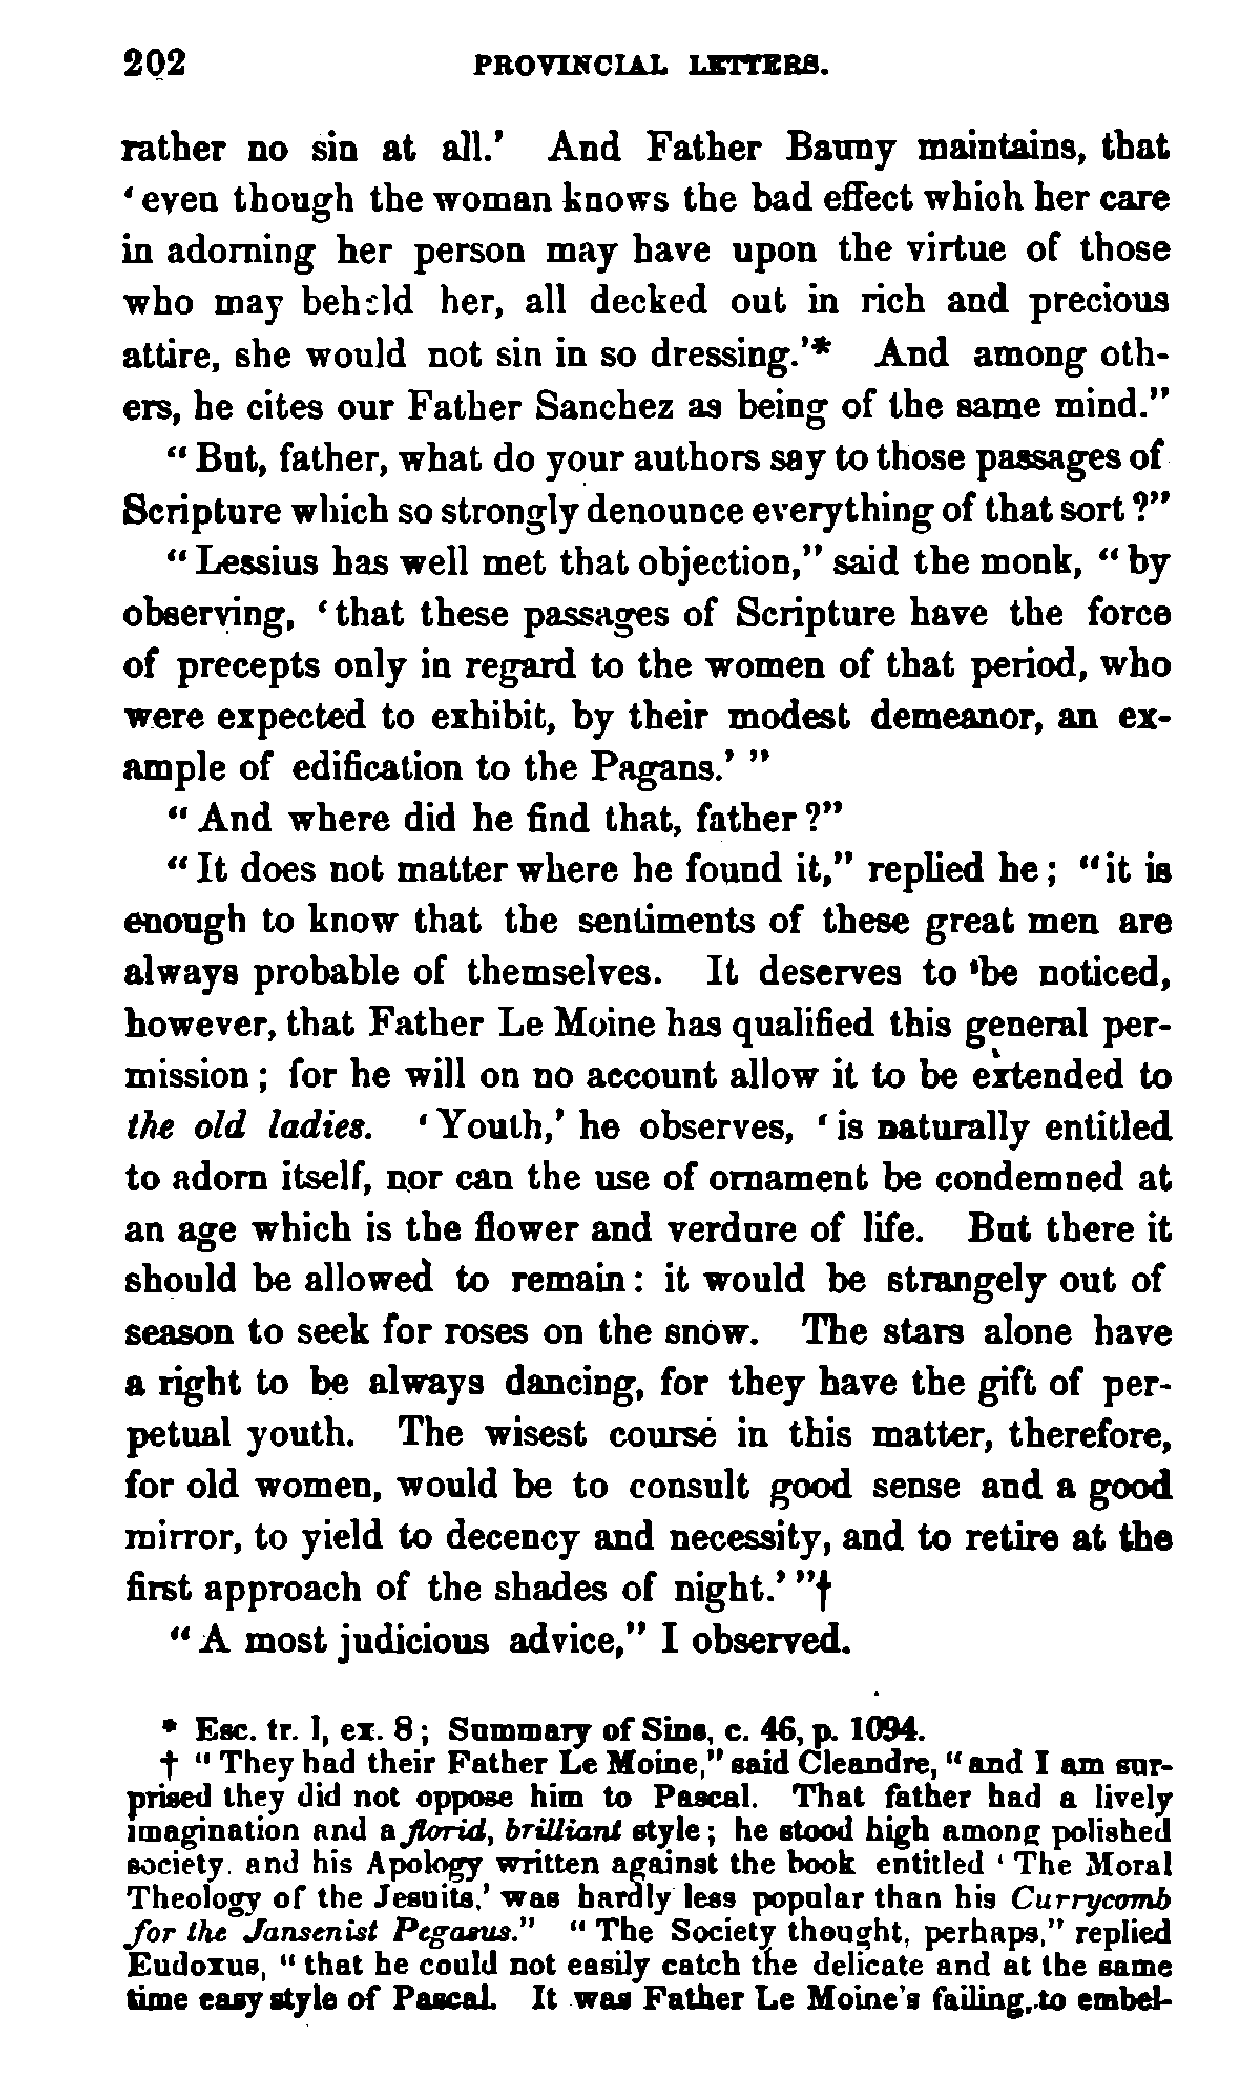 202 PROVINCIAL LETTERS.
rather no sin at all.' And Father Bauny maintains, that
'even though the woman knows the bad effect which her care
in adorning her person may have upon the virtue of those
who may behold her, all decked out in rich and precious
attire, she would not sin in so dressing.'* And among oth-
ers, he cites our Father Sanchez as being of the same mind."
"But, father, what do your authors say to those passages of
Scripture which so strongly denounce everything of that sort?"
"Lessius has well met that objection," said the monk, "by
observing, 'that these passages of Scripture have the force
of precepts only in regard to the women of that period, who
were expected to exhibit, by their modest demeanor, an ex-
ample of edification to the Pagans.' "
"And where did he find that, father?"
"It does not matter where he found it," replied he; "it is
enough to know that the sentiments of these great men are
always probable of themselves. It deserves to be noticed,
however, that Father Le Moine has qualified this general per-
mission; for he will on no account allow it to be extended to
the old ladies. 'Youth,' he observes, 'is naturally entitled
to adorn itself, nor can the use of ornament be condemned at
an age which is the flower and verdure of life. But there it
should be allowed to remain: it would be strangely out of
season to seek for roses on the snow. The stars alone have
a right to be always dancing, for they have the gift of per-
petual youth. The wisest course in this matter, therefore,
for old women, would be to consult good sense and a good
mirror, to yield to decency and necessity, and to retire at the
first approach of the shades of night.' "†
"A most judicious advice," I observed.
* Esc. tr. 1, ex. 8; Summary of Sins, c. 46, p. 1094.
† "They had their Father Le Moine," said Cleandre, "and I am sur-
prised they did not oppose him to Pascal. That father had a lively
imagination and a florid, brilliant style; he stood high among polished
society. and his Apology written against the book entitled 'The Moral
Theology of the Jesuits,' was hardly less popular than his Currycomb
for the Jansenist Pegasus." "The Society thought, perhaps," replied
Eudoxus, "that he could not easily catch the delicate and at the same
time easy style of Pascal. It was Father Le Moine's failing, to embel-